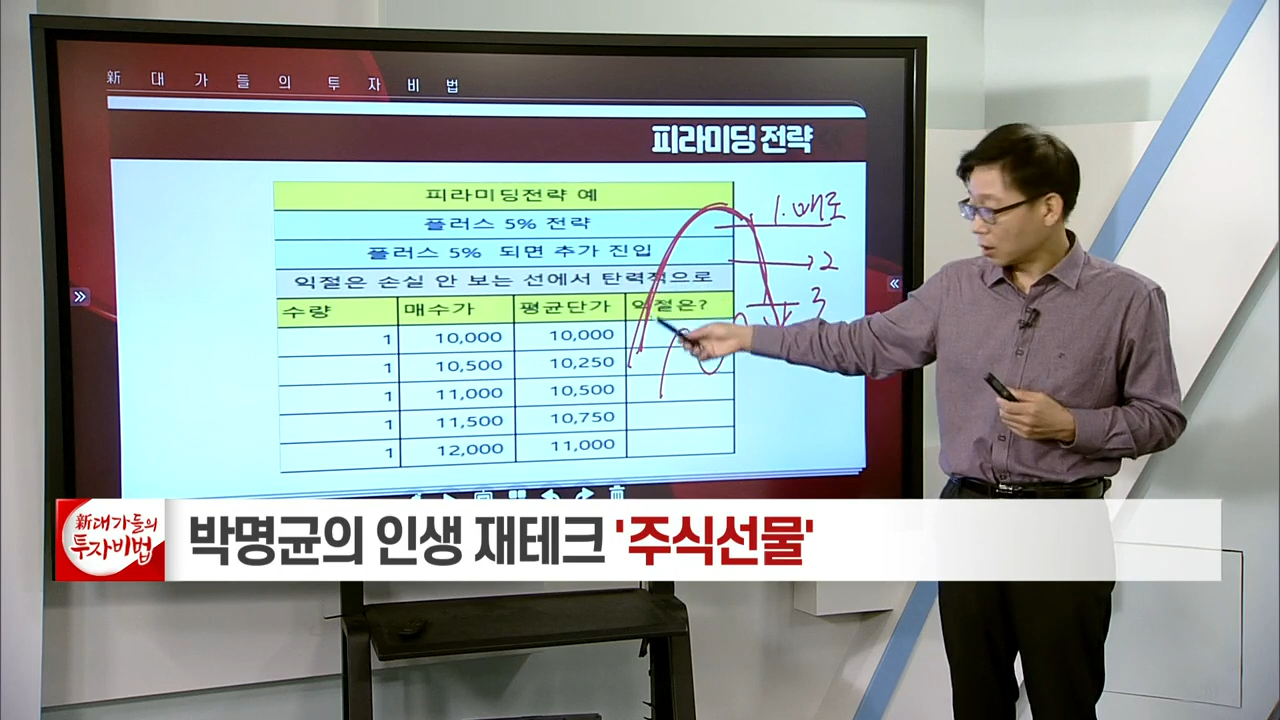 新 대 가 들 의 투 자 비 법
피라미딩 전략
피라미딩전략 예
플러스 5% 전략
플러스 5% 되면 추가 진입
익절은 손실 안 보는 선에서 탄력적으로
수량 매수가 평균단가 익절은?
1 10,000 10,000
1 10,500 10,250
1 11,000 10,500
1 11,500 10,750
1 12,000 11,000
1. 매도
2
3
新대가들의
투자비법
박명균의 인생 재테크 '주식선물'